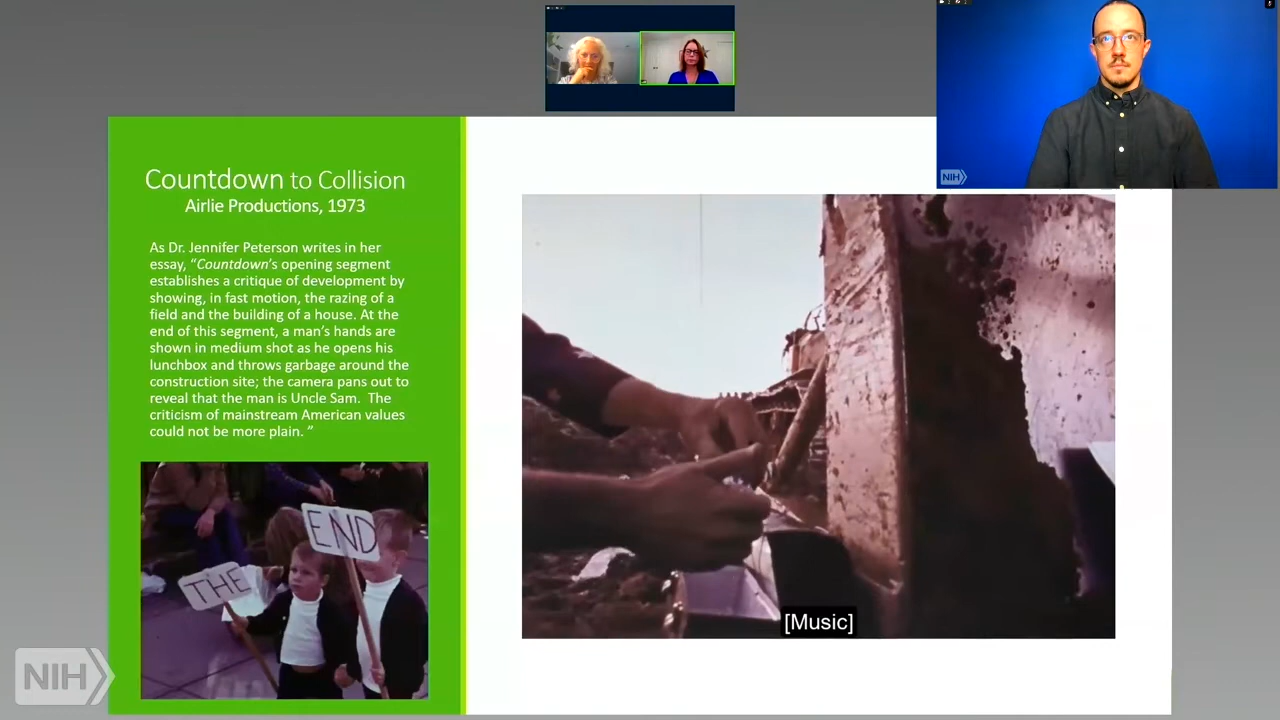 NIH
Countdown to Collision
Airlie Productions, 1973
As Dr. Jennifer Peterson writes in her
essay, “Countdown’s opening segment
establishes a critique of development by
showing, in fast motion, the razing of a
field and the building of a house. At the
end of this segment, a man’s hands are
shown in medium shot as he opens his
lunchbox and throws garbage around the
construction site; the camera pans out to
reveal that the man is Uncle Sam.  The
criticism of mainstream American values
could not be more plain. ”
THE
END
[Music]
NIH